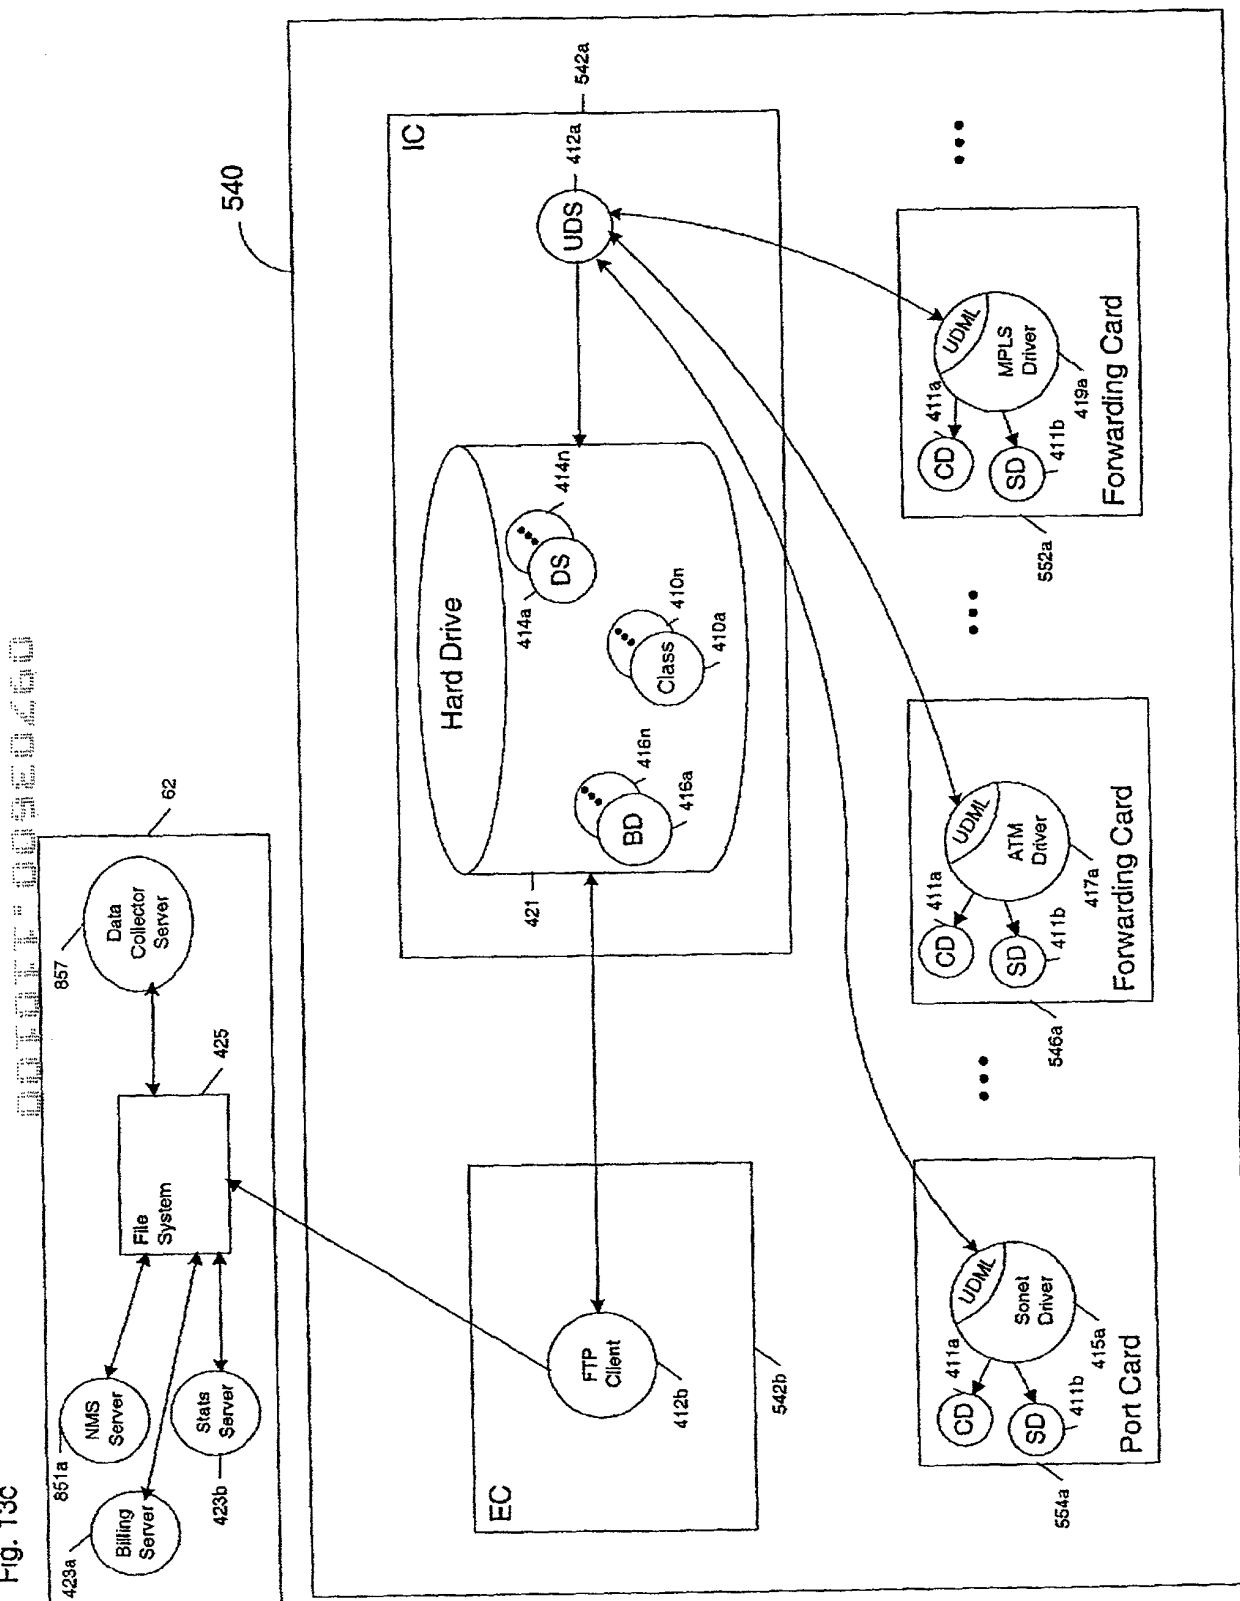 Fig. 13c
62
857
Data
Collector
Server
425
File
System
851a
NMS
Server
423a
Billing
Server
Stats
Server
423b
540
EC
FTP
Client
412b
542b
IC
542a
Hard Drive
421
UDS
412a
DS
414a
414n
Class
410n
410a
BD
416n
416a
Port Card
554a
UDML
Sonet
Driver
415a
CD
411a
SD
411b
Forwarding Card
546a
UDML
ATM
Driver
417a
CD
411a
SD
411b
Forwarding Card
552a
UDML
MPLS
Driver
419a
CD
411a
SD
411b